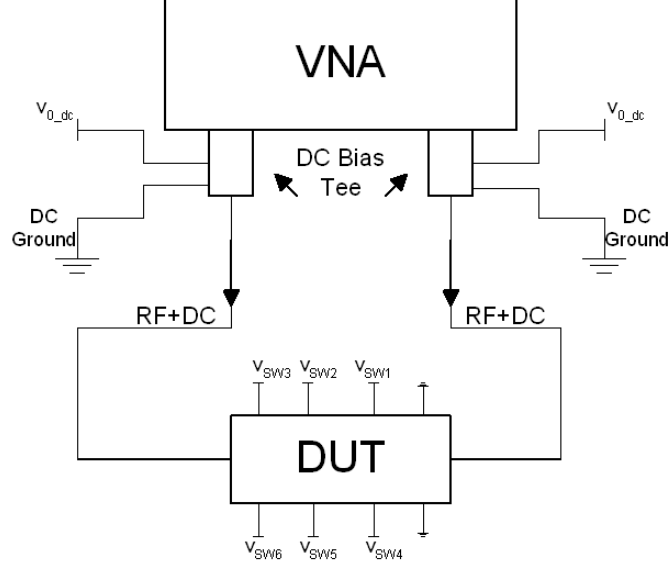 VNA
V0_dc
V0_dc
DC Bias
Tee
DC
Ground
DC
Ground
RF+DC
RF+DC
VSW3
VSW2
VSW1
DUT
VSW6
VSW5
VSW4